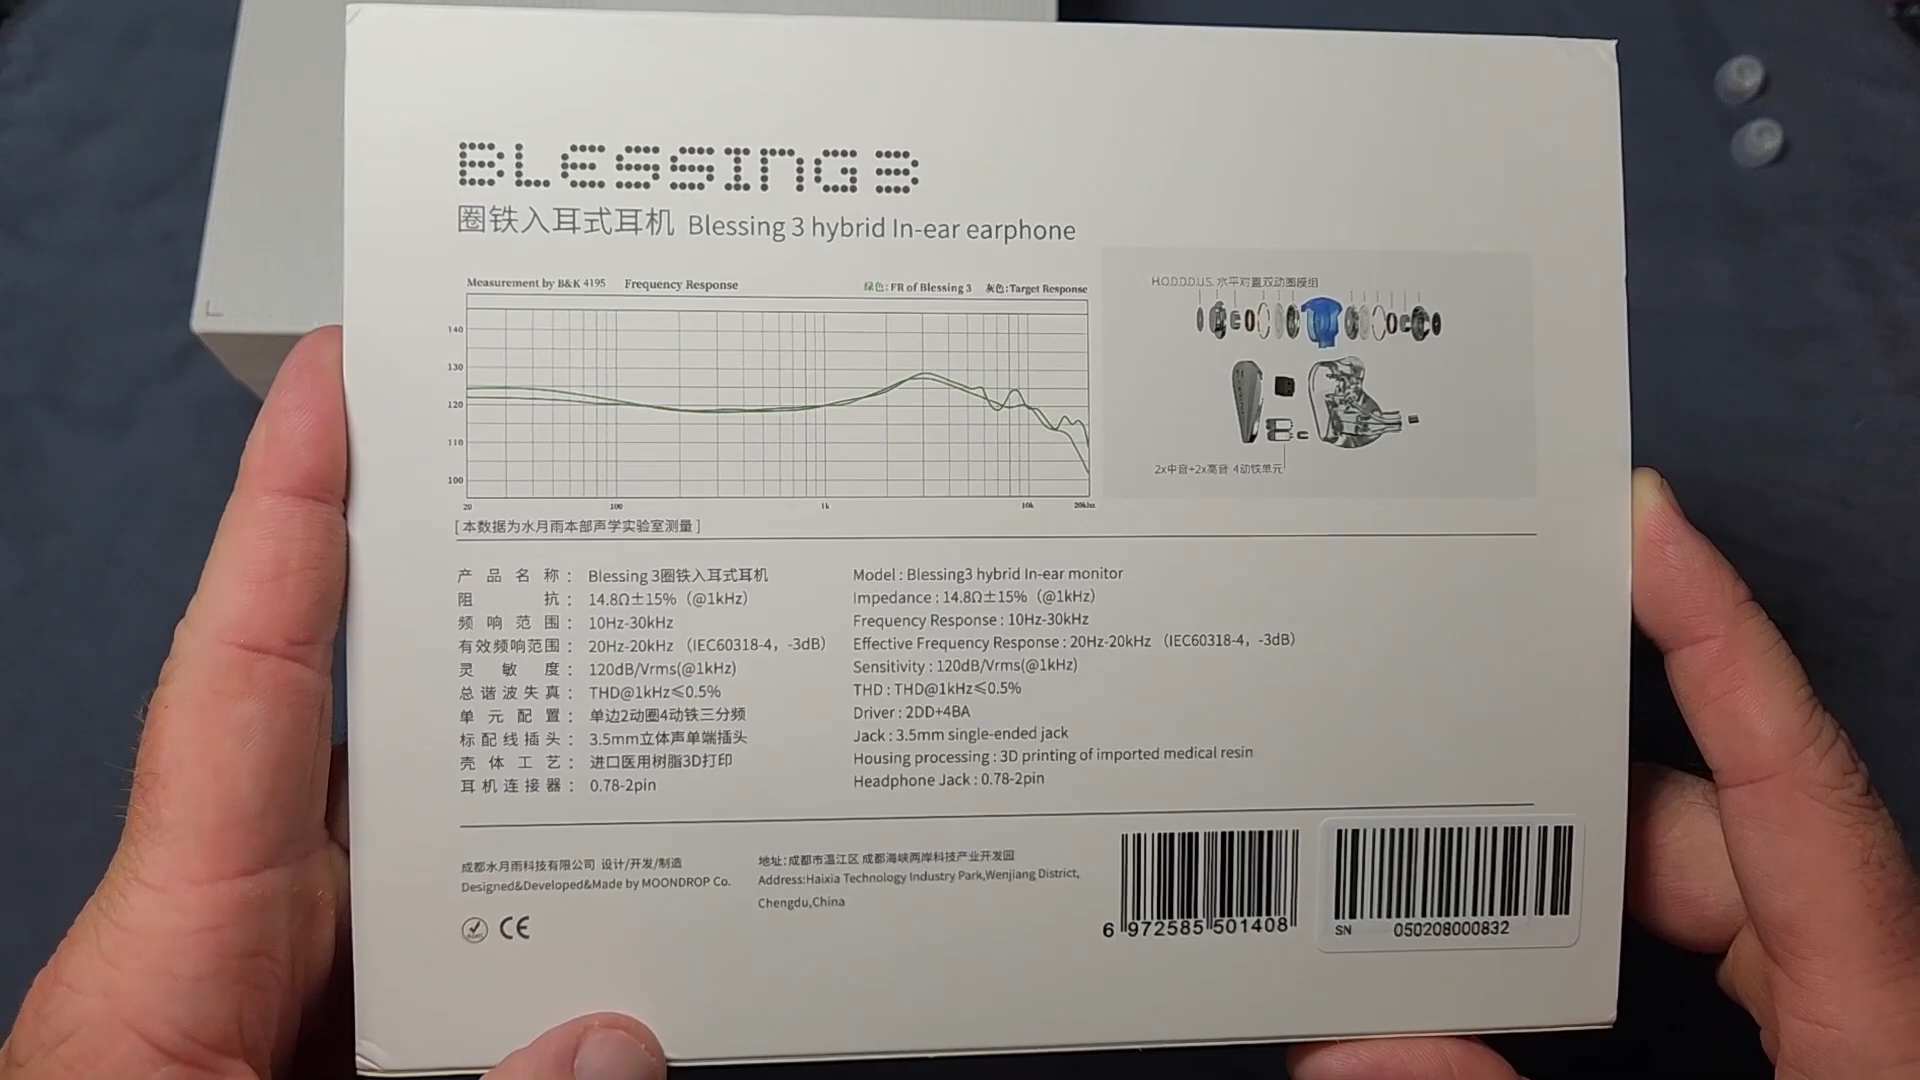 BLESSING 3
圈铁入耳式耳机 Blessing 3 hybrid In-ear earphone
Measurement by B&K 4195 Frequency Response 绿色:FR of Blessing 3 灰色:Target Response
140
130
120
110
100
20 100 1k 10k
[本数据为水月雨本部声学实验室测量]
H.O.D.D.D.U.S. 水平对置双动圈模组
2x中音+2x高音 4动铁单元
产品名称: Blessing 3圈铁入耳式耳机
阻抗: 14.8Ω±15%(@1kHz)
频响范围: 10Hz-30kHz
有效频响范围: 20Hz-20kHz(IEC60318-4, -3dB)
灵敏度: 120dB/Vrms(@1kHz)
总谐波失真: THD@1kHz≤0.5%
单元配置: 单边2动圈4动铁三分频
标配线插头: 3.5mm立体声单端插头
壳体工艺: 进口医用树脂3D打印
耳机连接器: 0.78-2pin
Model : Blessing3 hybrid In-ear monitor
Impedance : 14.8Ω±15%(@1kHz)
Frequency Response : 10Hz-30kHz
Effective Frequency Response : 20Hz-20kHz(IEC60318-4, -3dB)
Sensitivity : 120dB/Vrms(@1kHz)
THD : THD@1kHz≤0.5%
Driver : 2DD+4BA
Jack : 3.5mm single-ended jack
Housing processing : 3D printing of imported medical resin
Headphone Jack : 0.78-2pin
成都水月雨科技有限公司 设计/开发/制造
Designed&Developed&Made by MOONDROP Co.
地址:成都市温江区 成都海峡两岸科技产业开发园
Address:Haixia Technology Industry Park,Wenjiang District,
Chengdu,China
CE
6 972585 501408
SN 050208000832